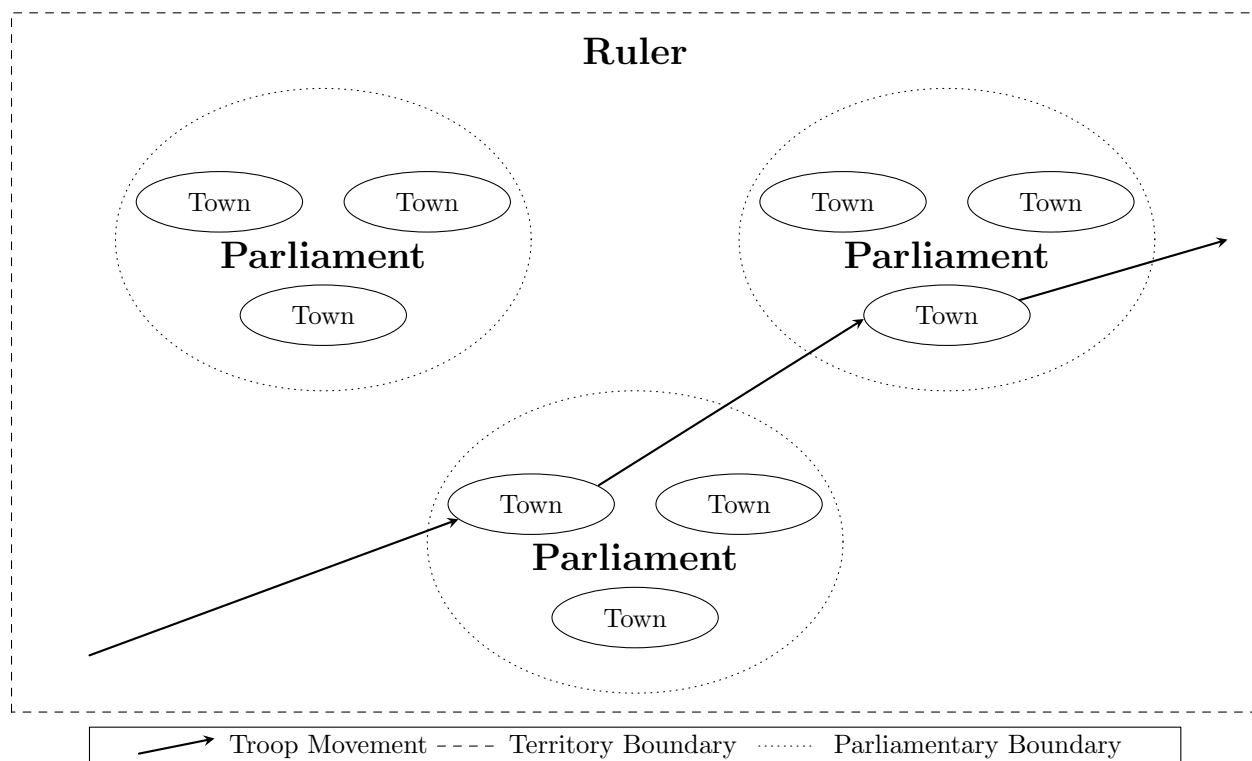 Ruler
Town Town
Parliament
Town
Town Town
Parliament
Town
Town Town
Parliament
Town
Troop Movement Territory Boundary Parliamentary Boundary